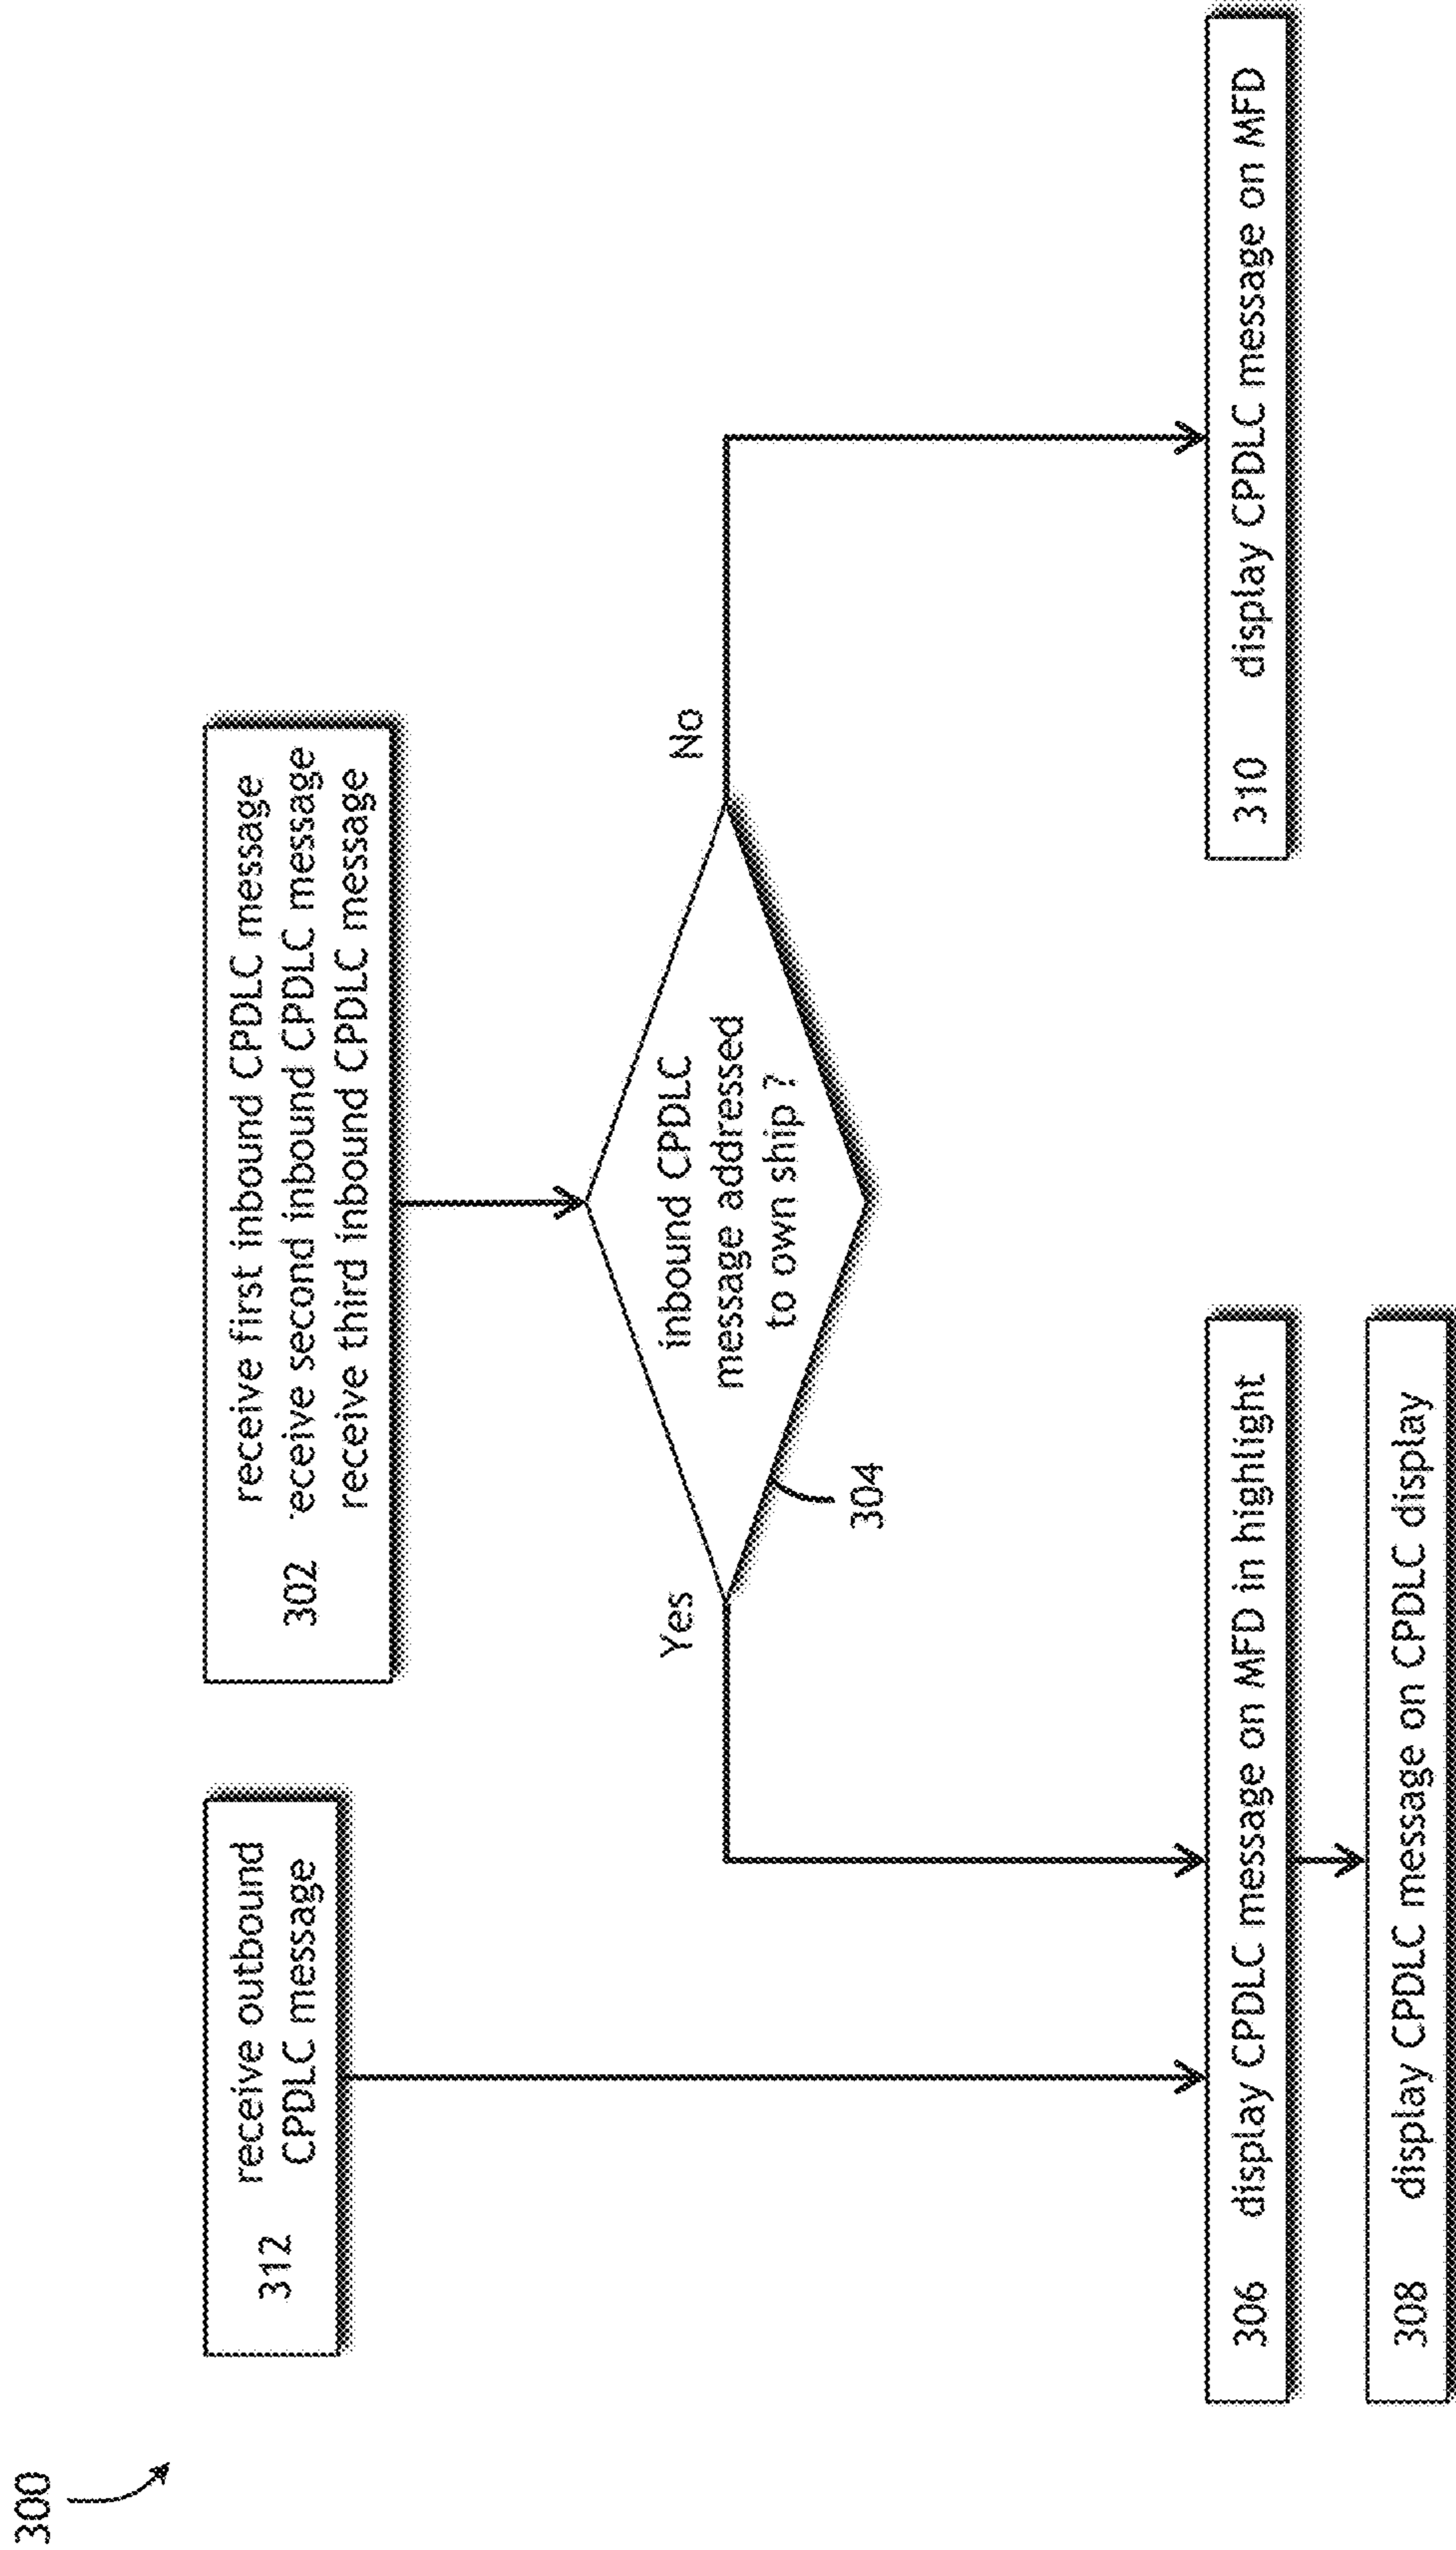 300
312 receive outbound
CPDLC message
302 receive first inbound CPDLC message
eceive second inbound CPDLC message
receive third inbound CPDLC message
inbound CPDLC
message addressed
to own ship ?
304
Yes
No
306 display CPDLC message on MFD in highlight
308 display CPDLC message on CPDLC display
310 display CPDLC message on MFD